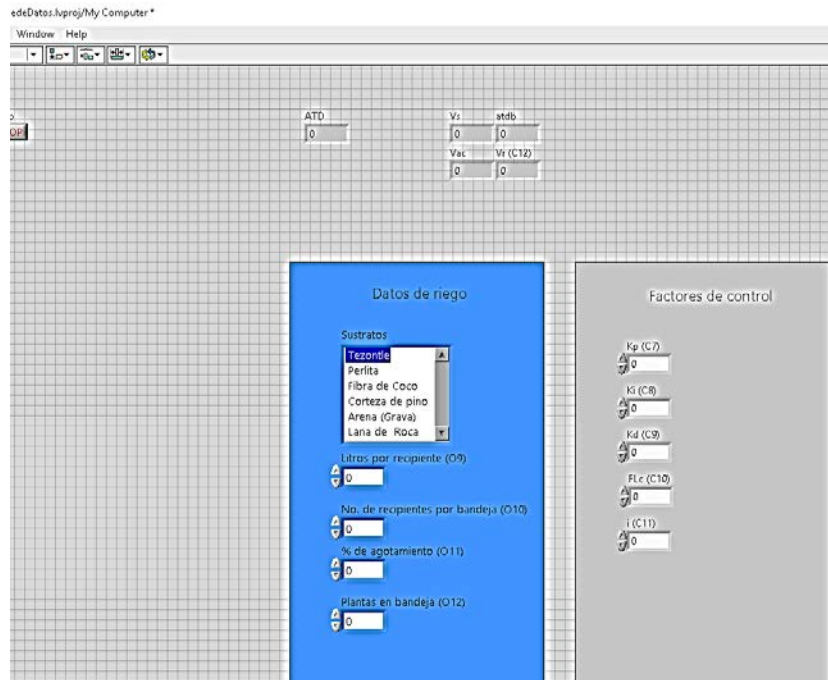 edeDatos.lvproj/My Computer *
Window Help
OP
ATD
0
Vs atdb
0 0
Vac Vr (C12)
0 0
Datos de riego
Sustratos
Tezontle
Perlita
Fibra de Coco
Corteza de pino
Arena (Grava)
Lana de Roca
Litros por recipiente (O9)
0
No. de recipientes por bandeja (O10)
0
% de agotamiento (O11)
0
Plantas en bandeja (O12)
0
Factores de control
Kp (C7)
0
Ki (C8)
0
Kd (C9)
0
FLc (C10)
0
i (C11)
0